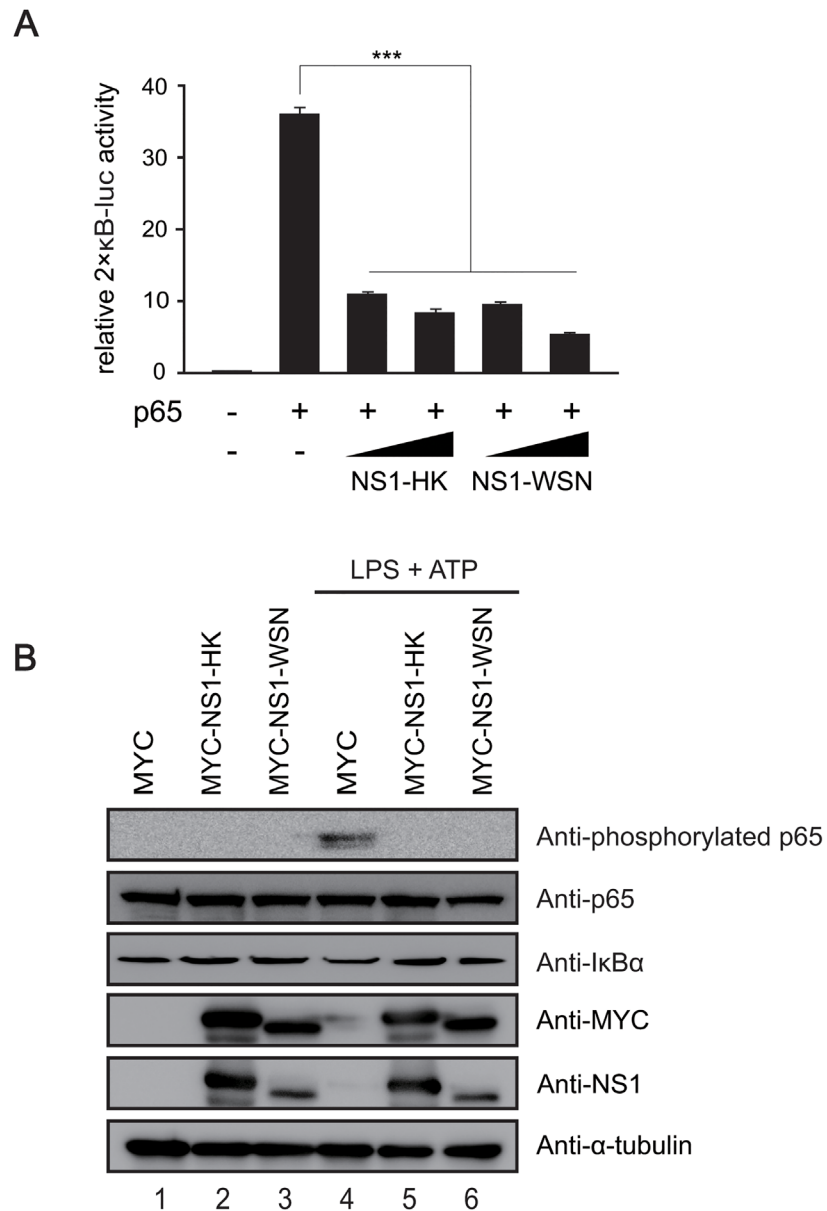 A
***
relative 2×κB-luc activity
40
30
20
10
0
p65 - + + + + +
- -
NS1-HK NS1-WSN
B
LPS + ATP
MYC MYC-NS1-HK MYC-NS1-WSN MYC MYC-NS1-HK MYC-NS1-WSN
Anti-phosphorylated p65
Anti-p65
Anti-IκBα
Anti-MYC
Anti-NS1
Anti-α-tubulin
1 2 3 4 5 6